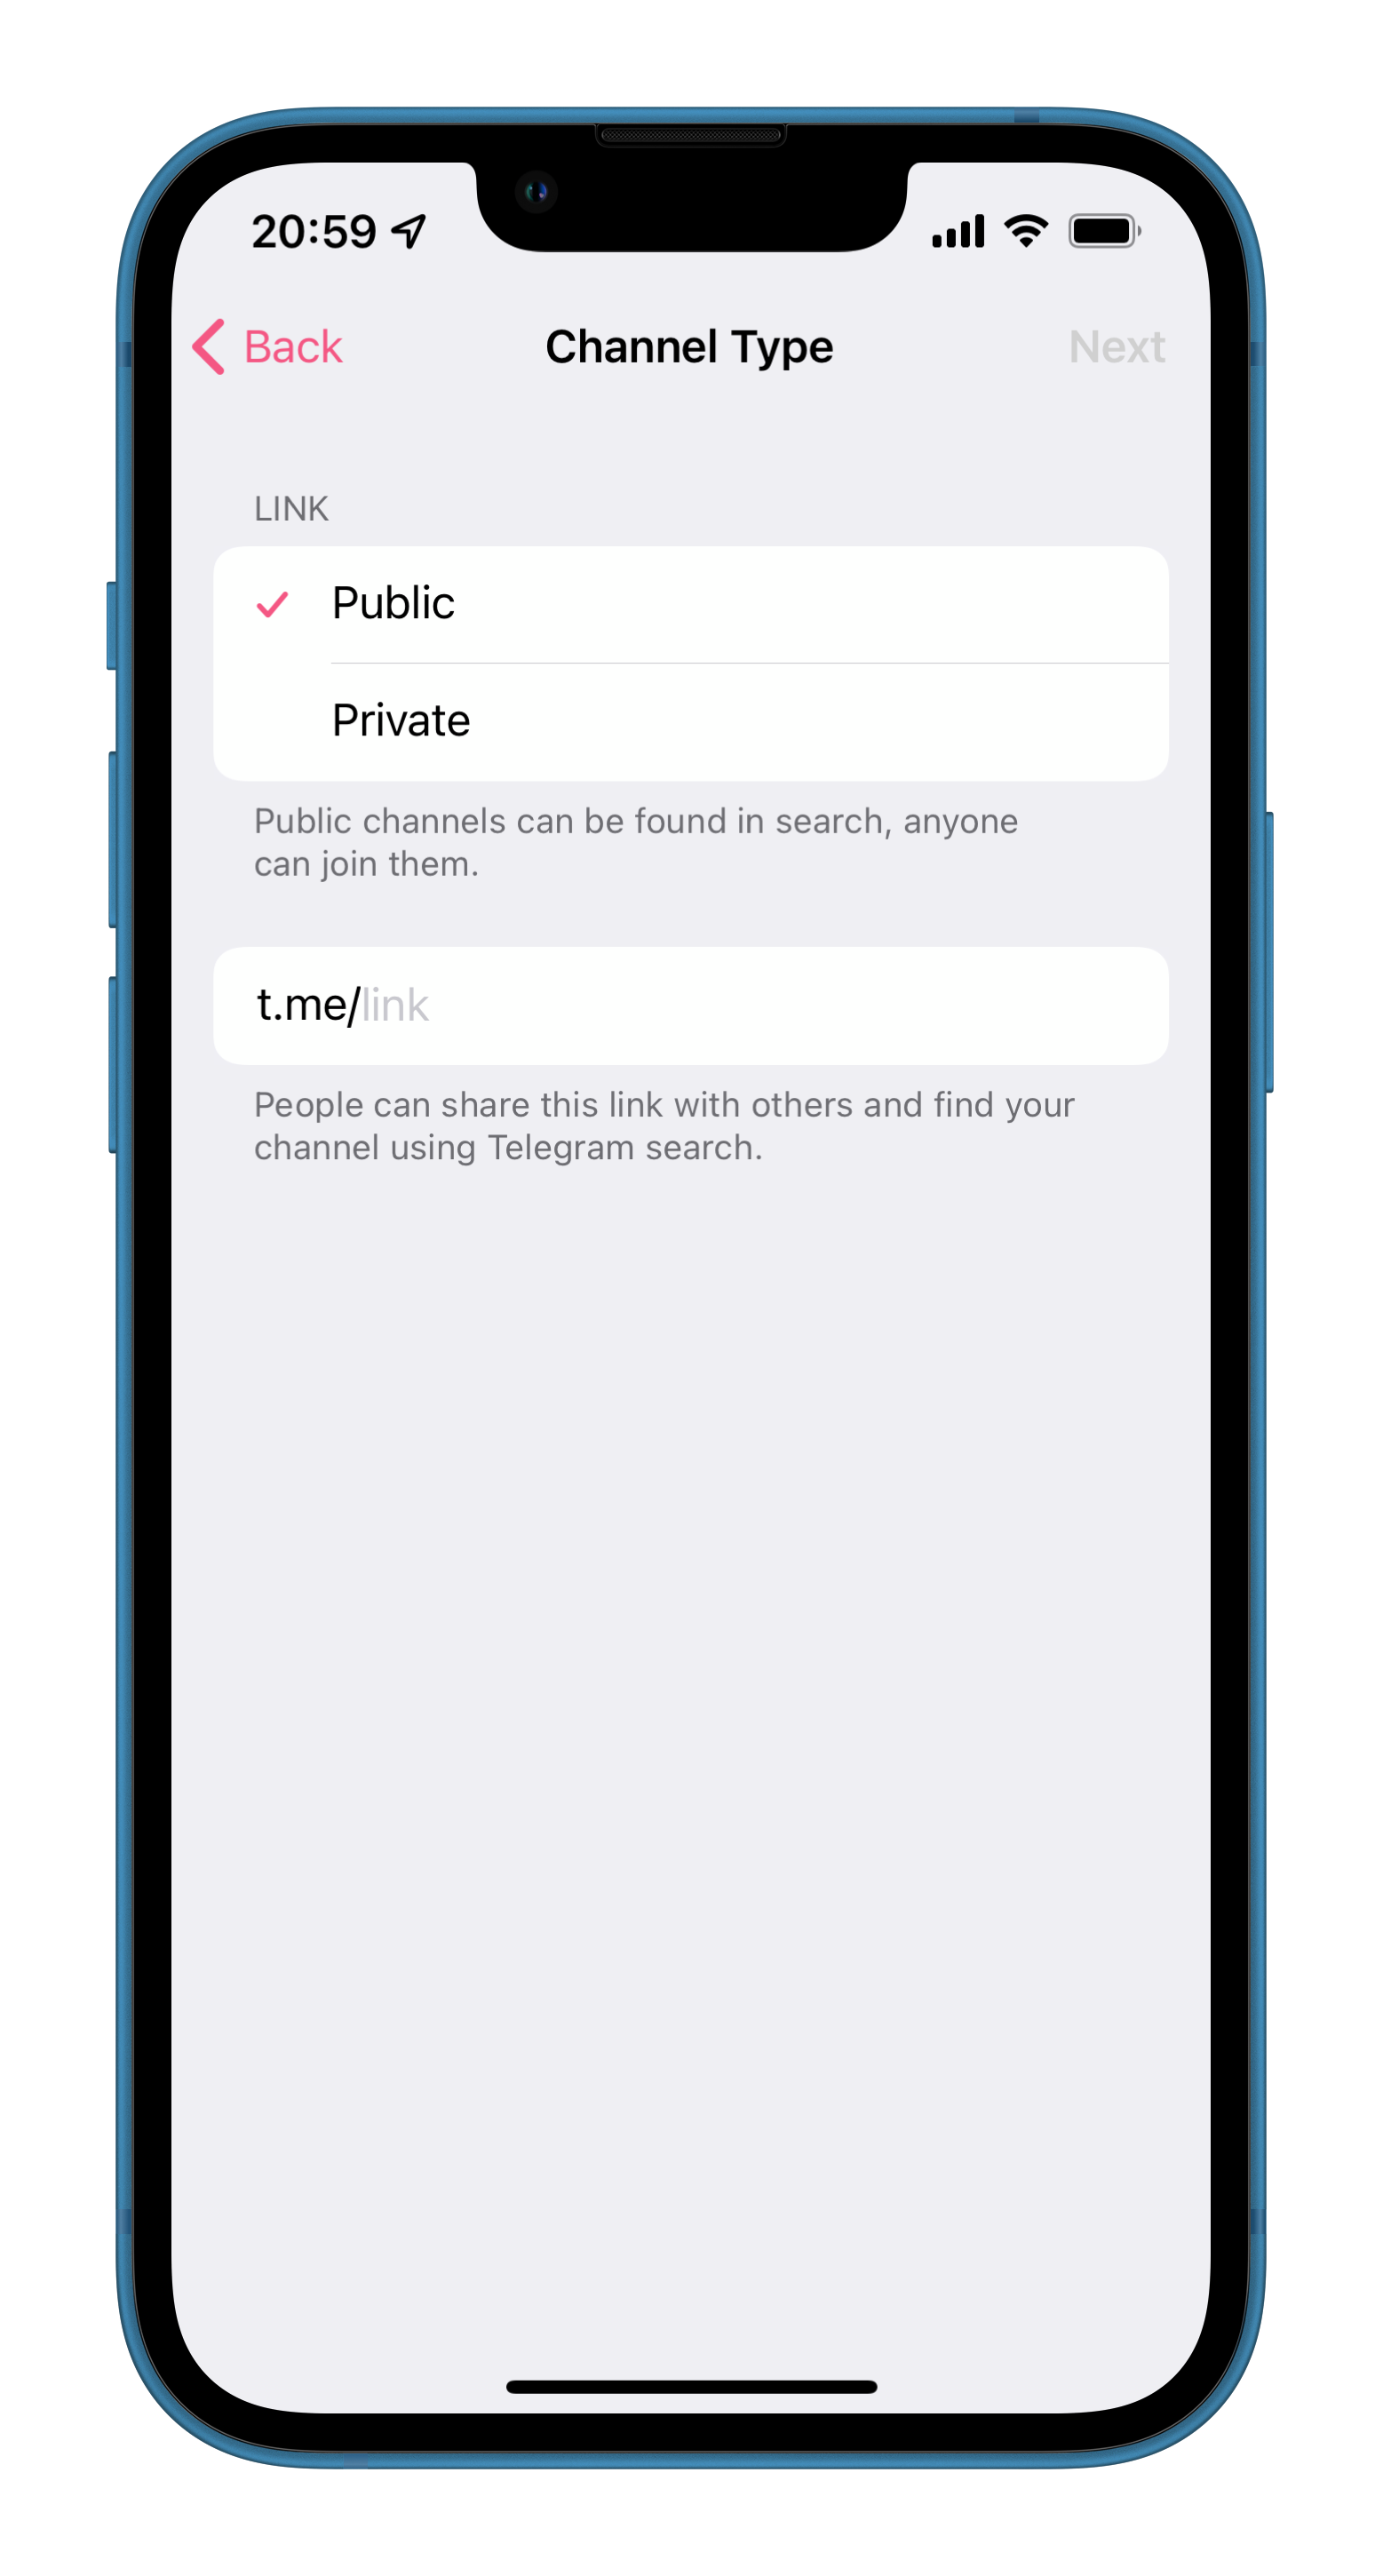 20:59
Back
Channel Type
Next
LINK
Public
Private
Public channels can be found in search, anyone
can join them.
t.me/link
People can share this link with others and find your
channel using Telegram search.